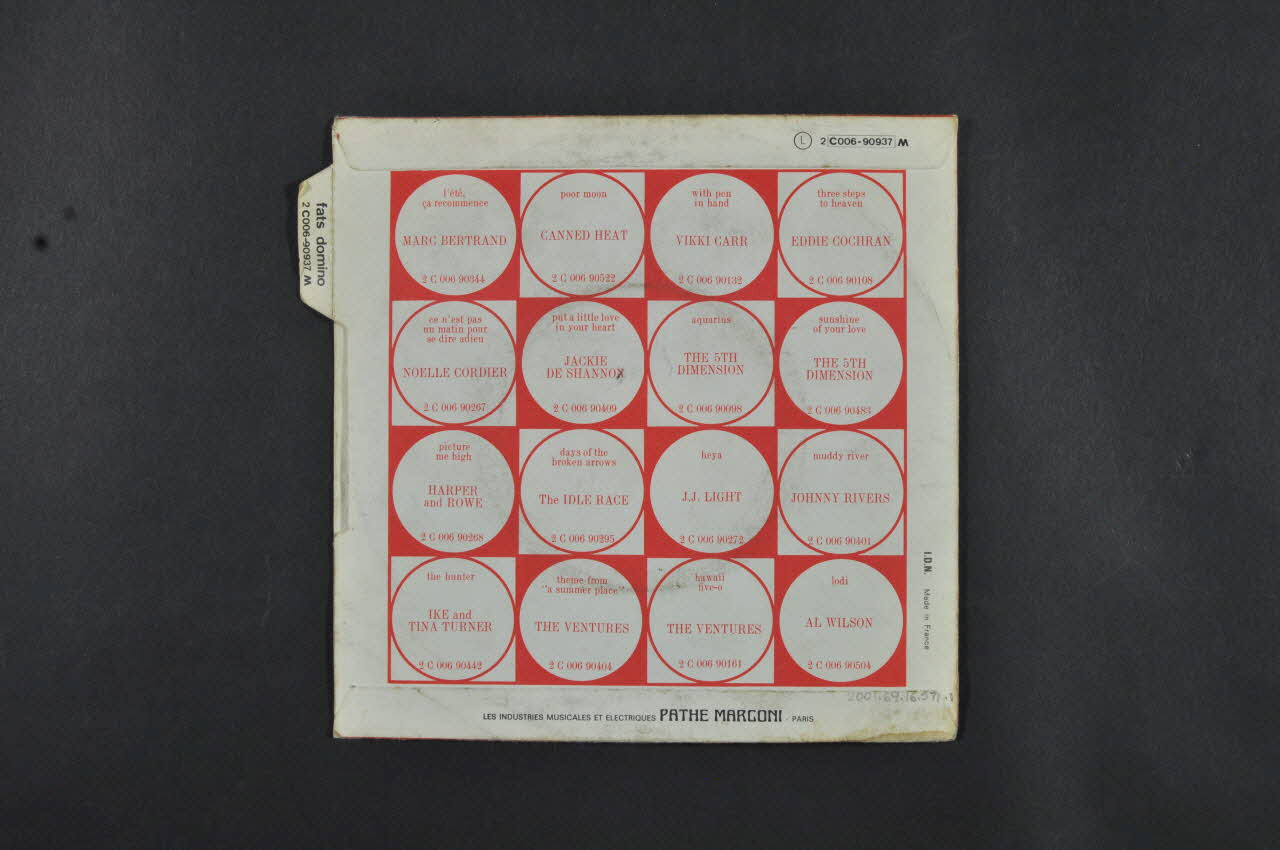 L 2 C006-90937 M
fats domino
2 C006-90937 M
l'été,
ça recommence
MARC BERTRAND
2 C 006 90344
poor moon
CANNED HEAT
2 C 006 90522
with pen
in hand
VIKKI CARR
2 C 006 90132
three steps
to heaven
EDDIE COCHRAN
2 C 006 90108
ce n'est pas
un matin pour
se dire adieu
NOELLE CORDIER
2 C 006 90267
put a little love
in your heart
JACKIE
DE SHANNON
2 C 006 90409
aquarius
THE 5TH
DIMENSION
2 C 006 90098
sunshine
of your love
THE 5TH
DIMENSION
2 C 006 90483
picture
me high
HARPER
and ROWE
2 C 006 90268
days of the
broken arrows
The IDLE RACE
2 C 006 90295
heya
J.J. LIGHT
2 C 006 90272
muddy river
JOHNNY RIVERS
2 C 006 90401
the hunter
IKE and
TINA TURNER
2 C 006 90442
theme from
"a summer place"
THE VENTURES
2 C 006 90404
hawaii
five-o
THE VENTURES
2 C 006 90161
lodi
AL WILSON
2 C 006 90504
I.D.N. Made in France
LES INDUSTRIES MUSICALES ET ELECTRIQUES PATHE MARCONI - PARIS